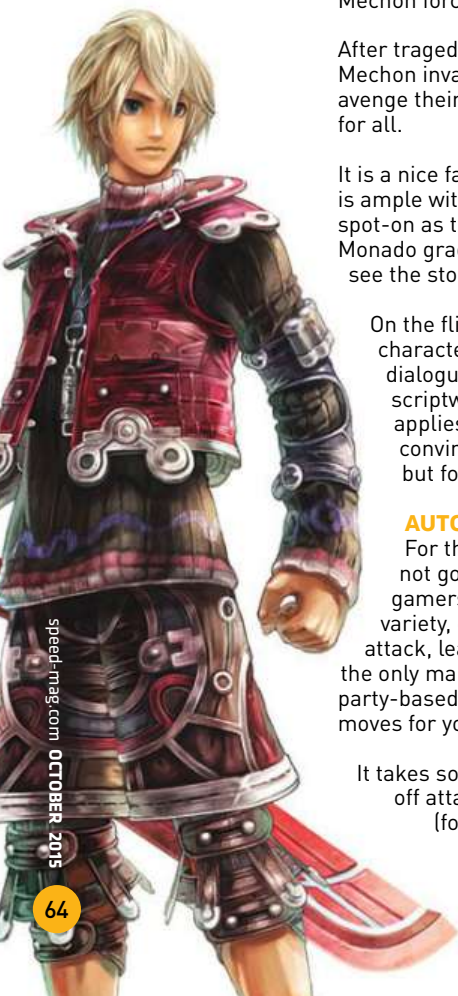 Mechon forc
After traged
Mechon inva
avenge their
for all.
It is a nice fa
is ample wit
spot-on as t
Monado grac
see the sto
On the fli
characte
dialogu
scriptw
applies
convin
but fo
AUTO
For th
not go
gamers
variety,
attack, lea
the only ma
party-based
moves for yo
It takes so
off atta
(fo
speed-mag.com OCTOBER 2015
64